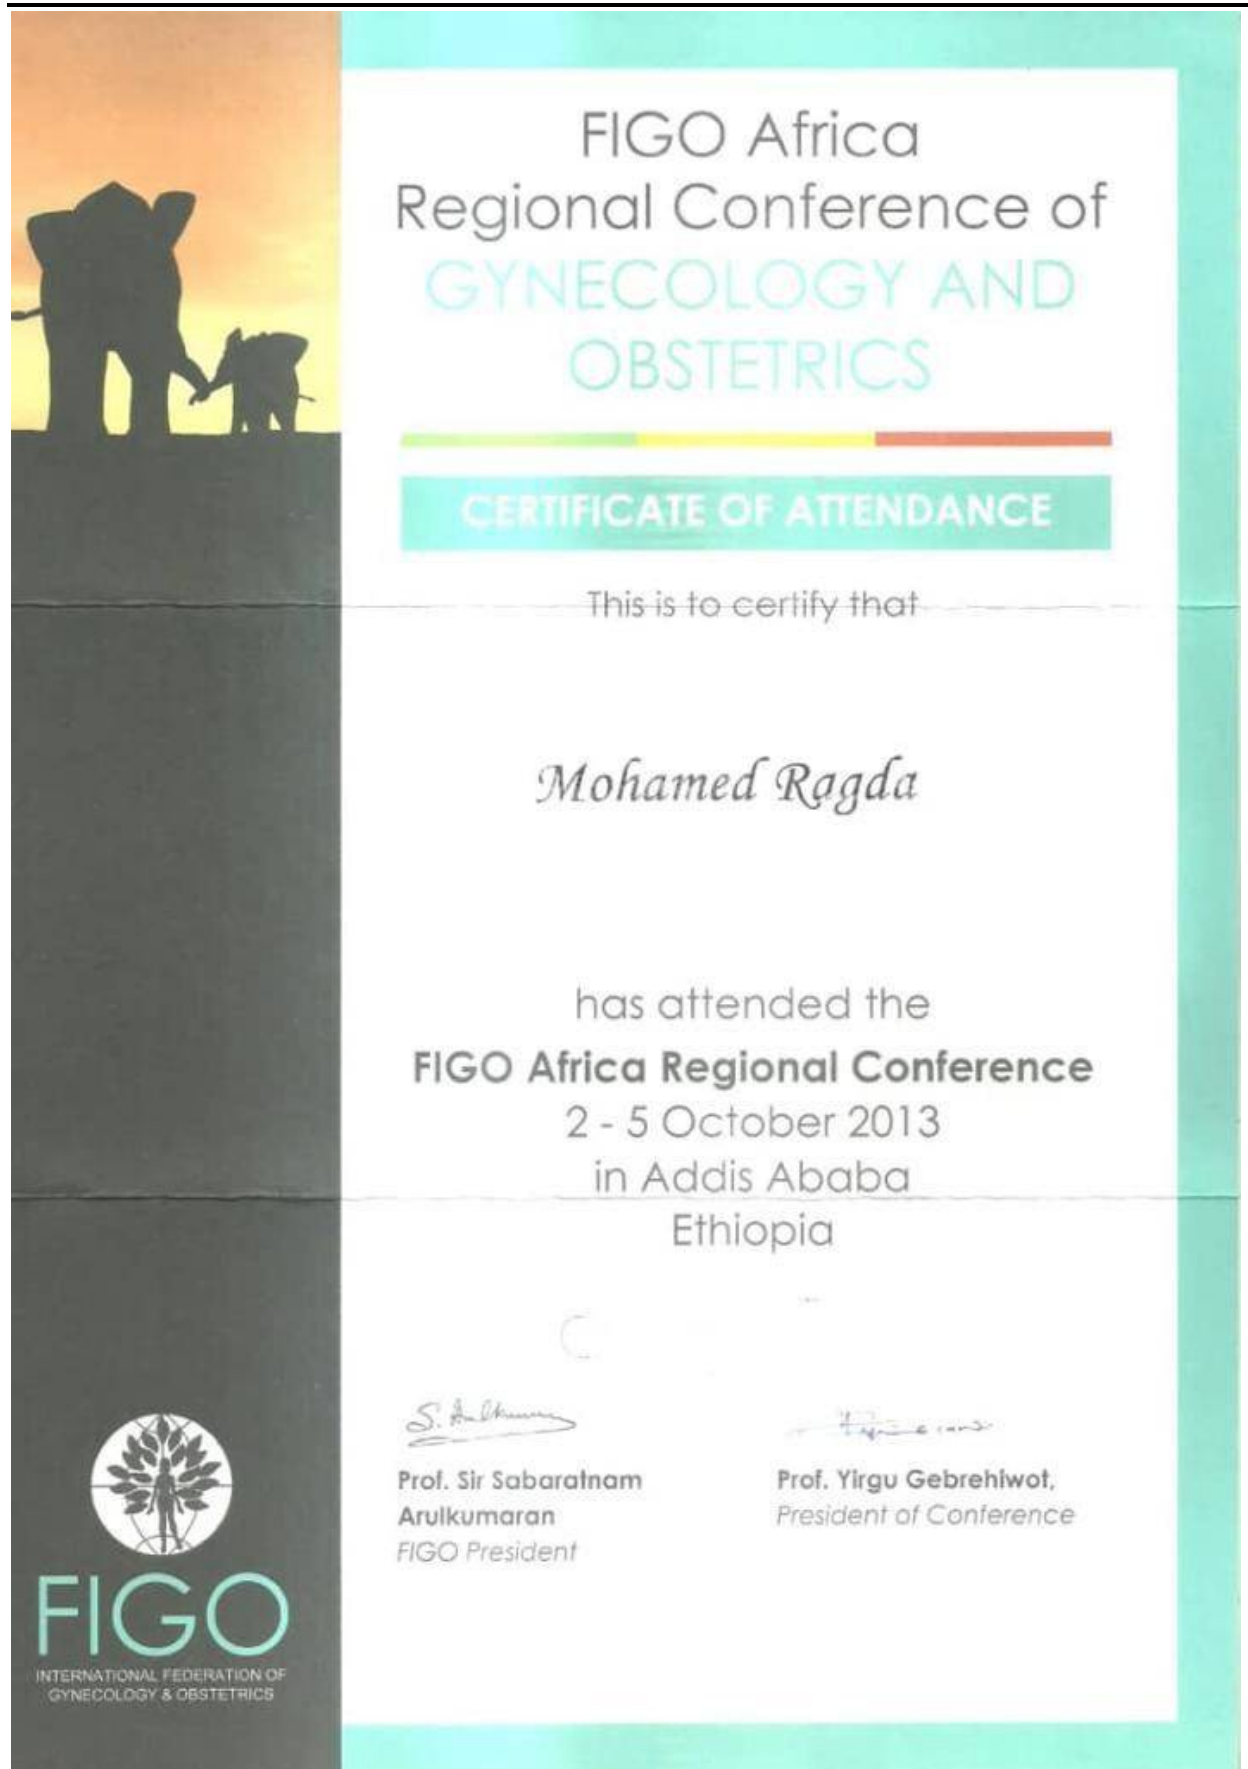 FIGO Africa
Regional Conference of
GYNECOLOGY AND
OBSTETRICS
CERTIFICATE OF ATTENDANCE
This is to certify that
Mohamed Ragda
has attended the
FIGO Africa Regional Conference
2 - 5 October 2013
in Addis Ababa
Ethiopia
Prof. Sir Sabaratnam
Arulkumaran
FIGO President
Prof. Yirgu Gebrehiwot,
President of Conference
FIGO
INTERNATIONAL FEDERATION OF
GYNECOLOGY & OBSTETRICS